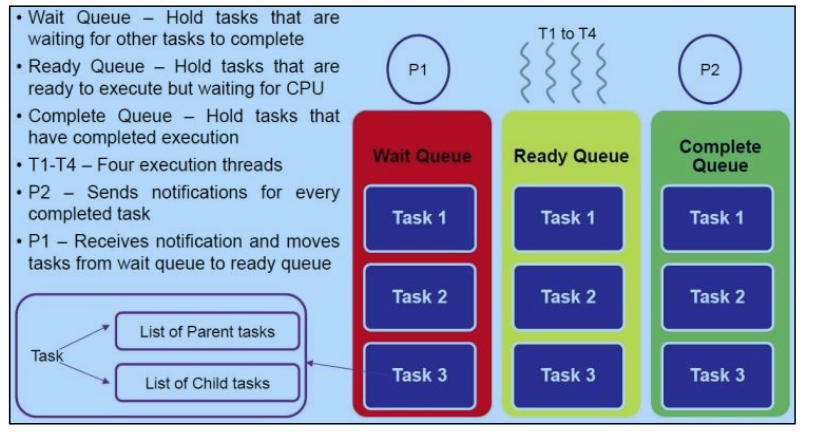 • Wait Queue – Hold tasks that are
waiting for other tasks to complete
• Ready Queue – Hold tasks that are
ready to execute but waiting for CPU
• Complete Queue – Hold tasks that
have completed execution
• T1-T4 – Four execution threads
• P2 – Sends notifications for every
completed task
• P1 – Receives notification and moves
tasks from wait queue to ready queue
Task
List of Parent tasks
List of Child tasks
P1
Wait Queue
Task 1
Task 2
Task 3
T1 to T4
Ready Queue
Task 1
Task 2
Task 3
P2
Complete
Queue
Task 1
Task 2
Task 3